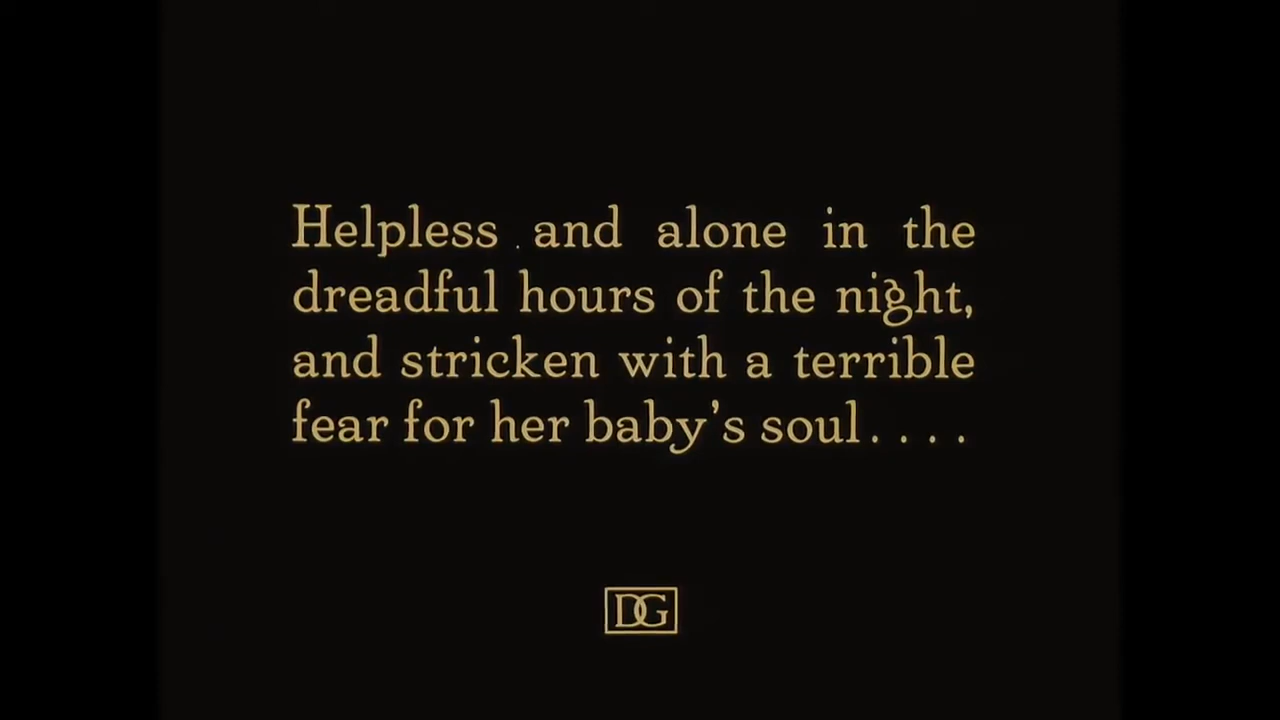 Helpless and alone in the
dreadful hours of the night,
and stricken with a terrible
fear for her baby’s soul....
DG